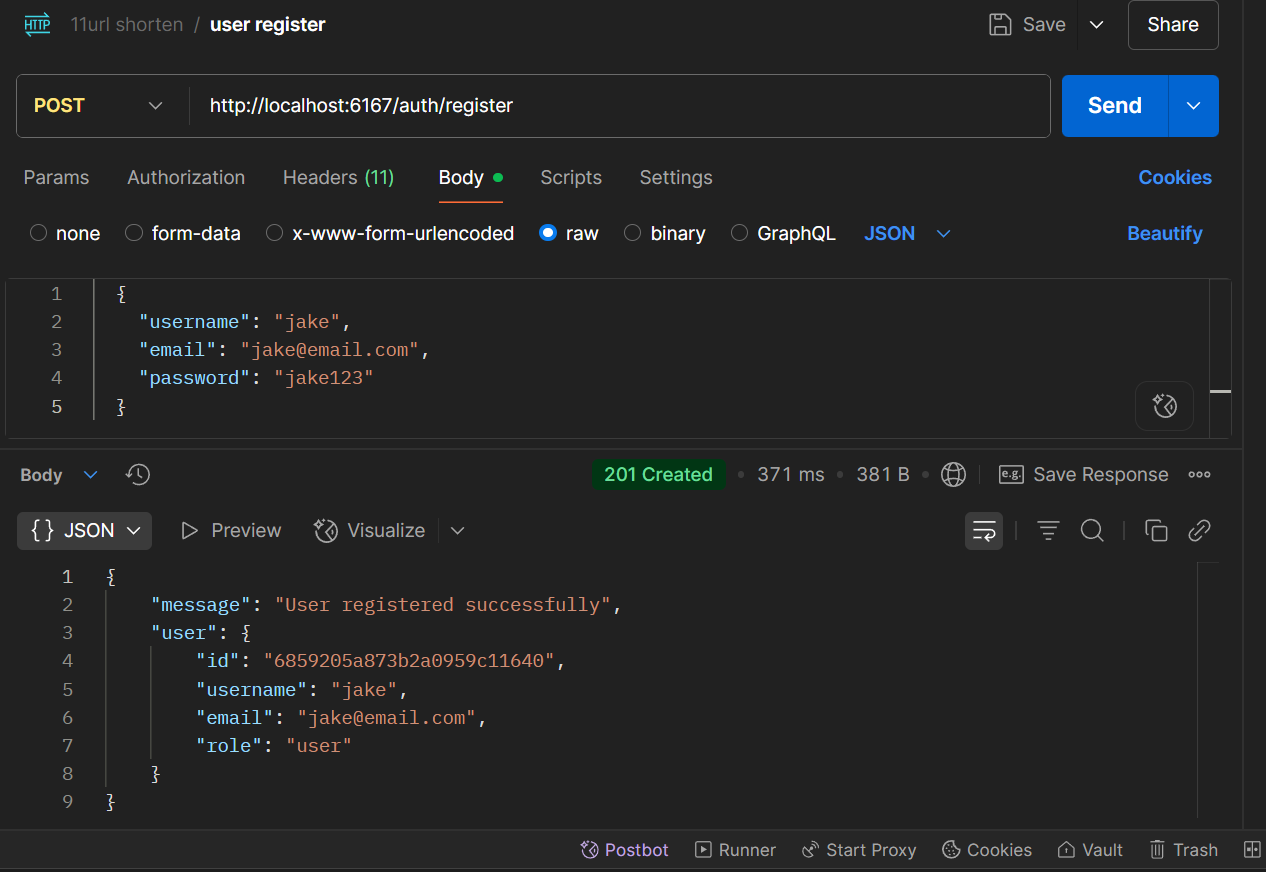 HTTP 11url shorten / user register Save Share
POST http://localhost:6167/auth/register Send
Params Authorization Headers (11) Body Scripts Settings Cookies
none form-data x-www-form-urlencoded raw binary GraphQL JSON Beautify
1 {
2 "username": "jake",
3 "email": "jake@email.com",
4 "password": "jake123"
5 }
Body 201 Created • 371 ms • 381 B • e.g. Save Response
{} JSON Preview Visualize
1 {
2 "message": "User registered successfully",
3 "user": {
4 "id": "6859205a873b2a0959c11640",
5 "username": "jake",
6 "email": "jake@email.com",
7 "role": "user"
8 }
9 }
Postbot Runner Start Proxy Cookies Vault Trash